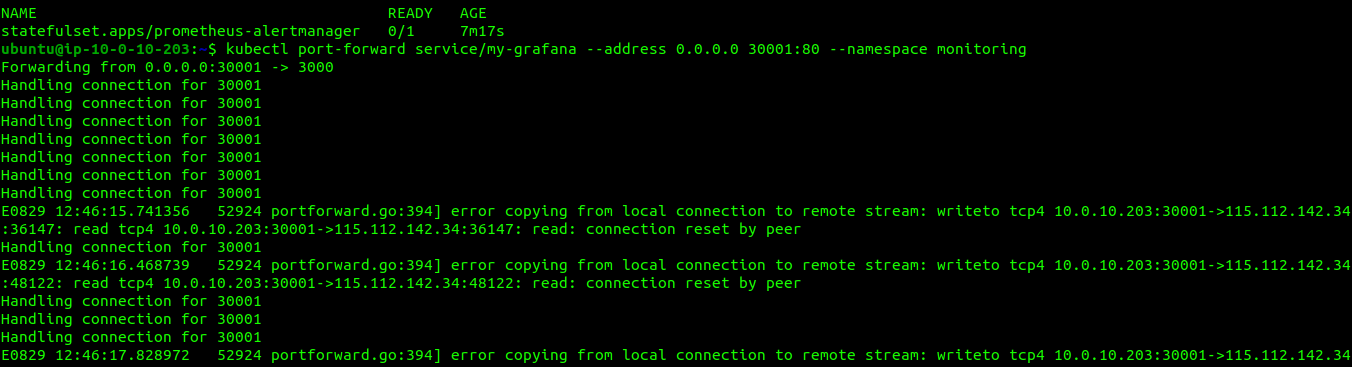 NAME                                       READY   AGE
statefulset.apps/prometheus-alertmanager   0/1     7m17s
ubuntu@ip-10-0-10-203:~$ kubectl port-forward service/my-grafana --address 0.0.0.0 30001:80 --namespace monitoring
Forwarding from 0.0.0.0:30001 -> 3000
Handling connection for 30001
Handling connection for 30001
Handling connection for 30001
Handling connection for 30001
Handling connection for 30001
Handling connection for 30001
Handling connection for 30001
E0829 12:46:15.741356   52924 portforward.go:394] error copying from local connection to remote stream: writeto tcp4 10.0.10.203:30001->115.112.142.34
:36147: read tcp4 10.0.10.203:30001->115.112.142.34:36147: read: connection reset by peer
Handling connection for 30001
E0829 12:46:16.468739   52924 portforward.go:394] error copying from local connection to remote stream: writeto tcp4 10.0.10.203:30001->115.112.142.34
:48122: read tcp4 10.0.10.203:30001->115.112.142.34:48122: read: connection reset by peer
Handling connection for 30001
Handling connection for 30001
Handling connection for 30001
E0829 12:46:17.828972   52924 portforward.go:394] error copying from local connection to remote stream: writeto tcp4 10.0.10.203:30001->115.112.142.34